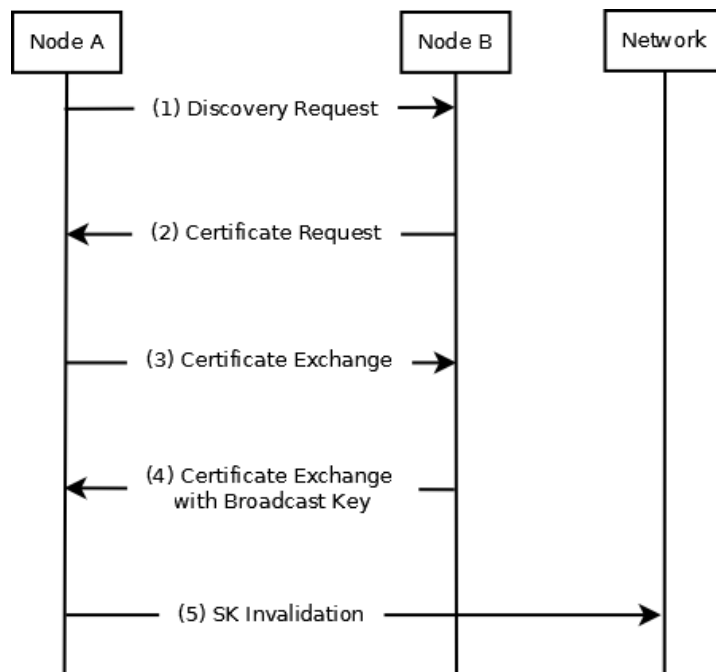 Node A
Node B
Network
(1) Discovery Request
(2) Certificate Request
(3) Certificate Exchange
(4) Certificate Exchange
with Broadcast Key
(5) SK Invalidation